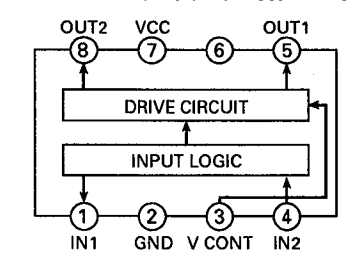 OUT2 VCC OUT1
8 7 6 5
DRIVE CIRCUIT
INPUT LOGIC
1 2 3 4
IN1 GND V CONT IN2